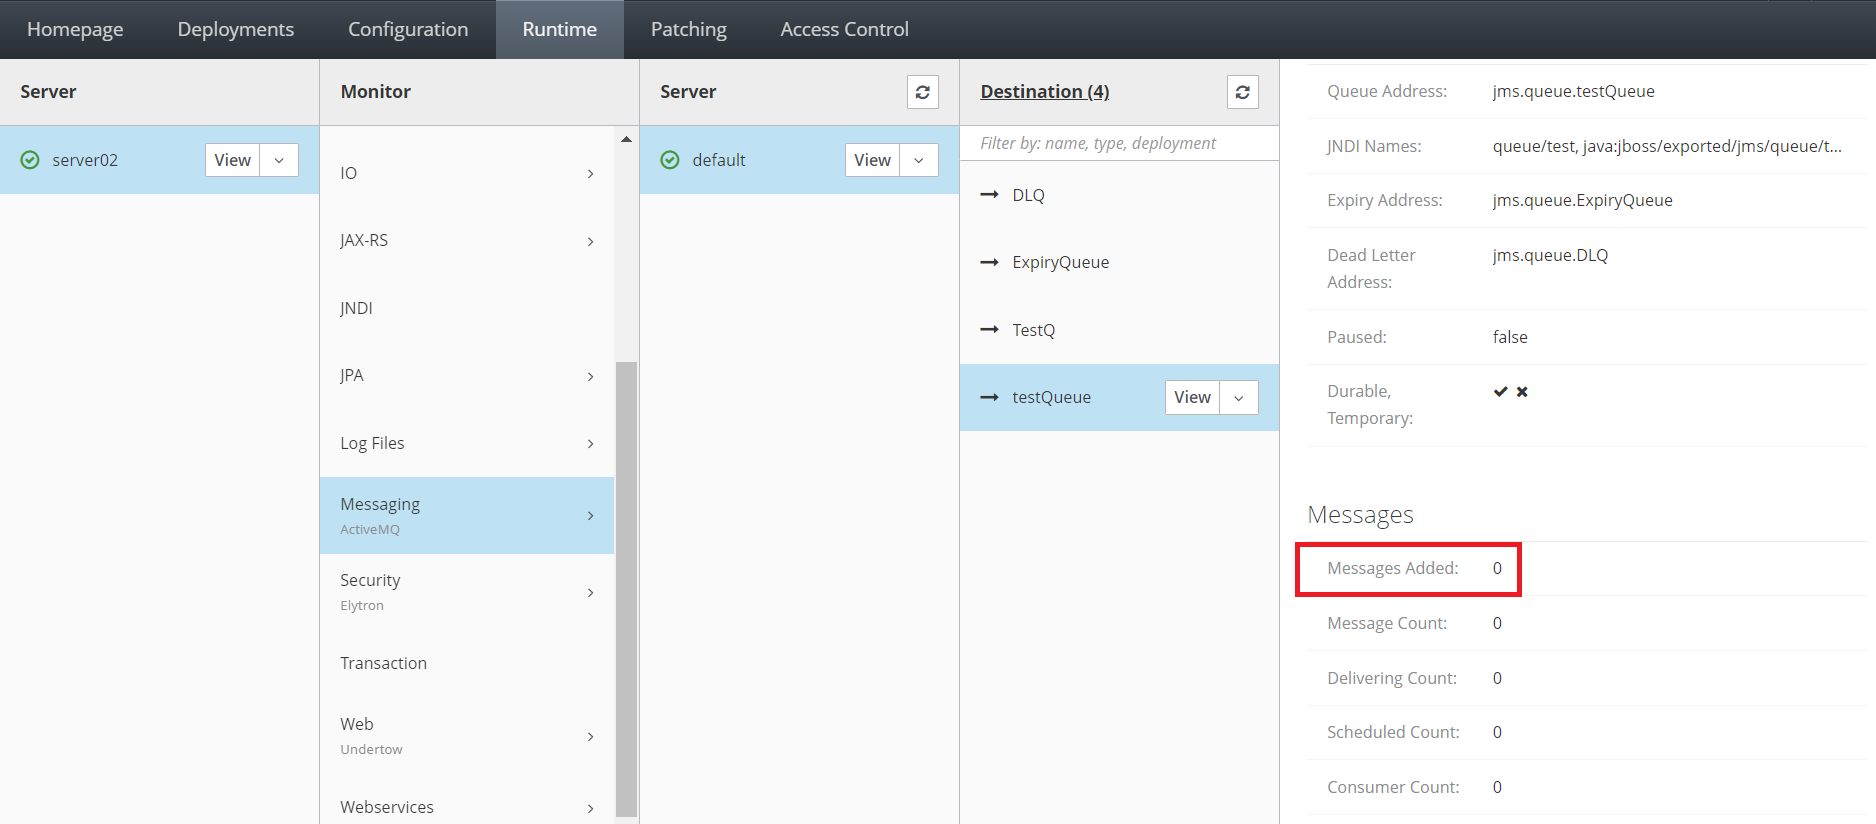 Homepage Deployments Configuration Runtime Patching Access Control
Server
server02 View
Monitor
IO
JAX-RS
JNDI
JPA
Log Files
Messaging
ActiveMQ
Security
Elytron
Transaction
Web
Undertow
Webservices
Server
default View
Destination (4)
Filter by: name, type, deployment
DLQ
ExpiryQueue
TestQ
testQueue View
Queue Address: jms.queue.testQueue
JNDI Names: queue/test, java:jboss/exported/jms/queue/t...
Expiry Address: jms.queue.ExpiryQueue
Dead Letter jms.queue.DLQ
Address:
Paused: false
Durable,
Temporary:
Messages
Messages Added: 0
Message Count: 0
Delivering Count: 0
Scheduled Count: 0
Consumer Count: 0